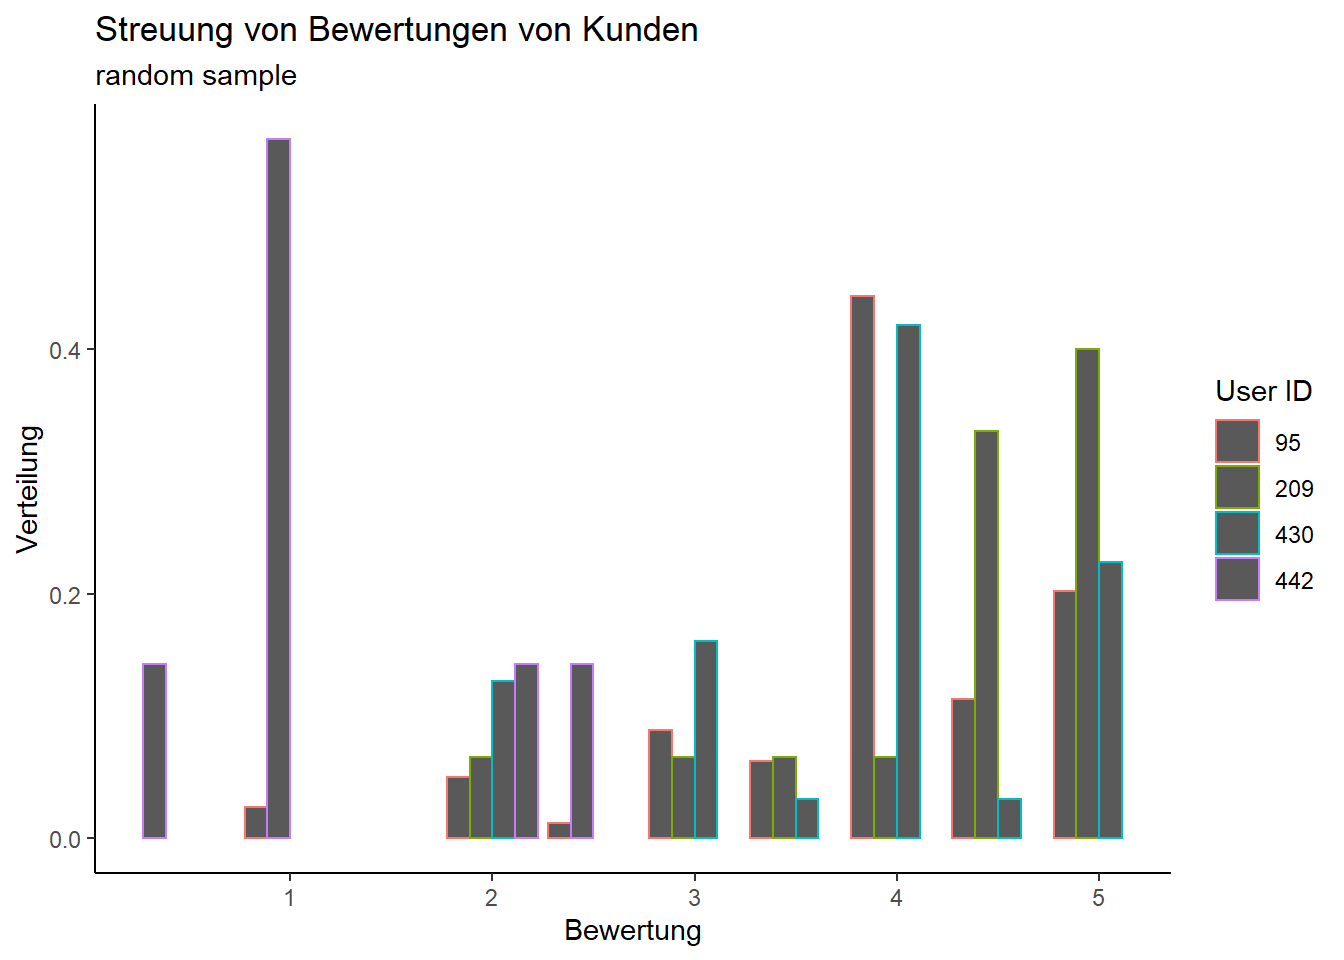 Streuung von Bewertungen von Kunden
random sample
Verteilung
0.4
0.2
0.0
1 2 3 4 5
Bewertung
User ID
95
209
430
442